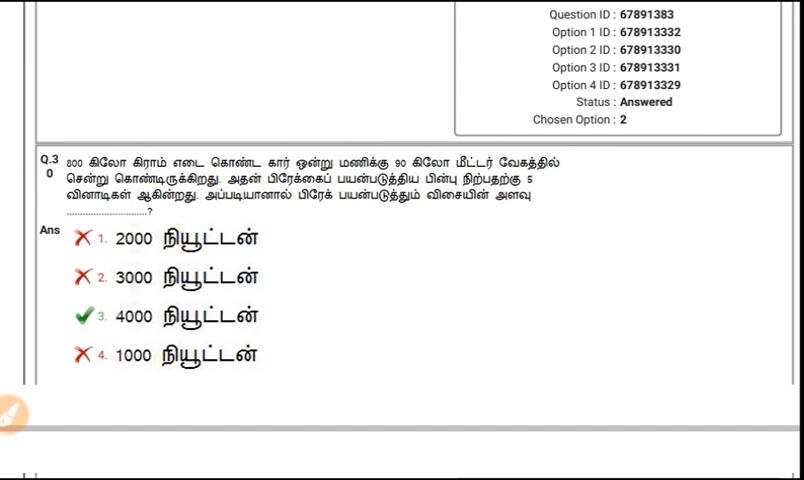 Question ID : 67891383
Option 1 ID : 678913332
Option 2 ID : 678913330
Option 3 ID : 678913331
Option 4 ID : 678913329
Status : Answered
Chosen Option : 2
Q.30 800 கிலோ கிராம் எடை கொண்ட கார் ஒன்று மணிக்கு 90 கிலோ மீட்டர் வேகத்தில்
சென்று கொண்டிருக்கிறது. அதன் பிரேக்கைப் பயன்படுத்திய பின்பு நிற்பதற்கு 5
வினாடிகள் ஆகின்றது. அப்படியானால் பிரேக் பயன்படுத்தும் விசையின் அளவு
............................?
Ans 1. 2000 நியூட்டன்
2. 3000 நியூட்டன்
3. 4000 நியூட்டன்
4. 1000 நியூட்டன்